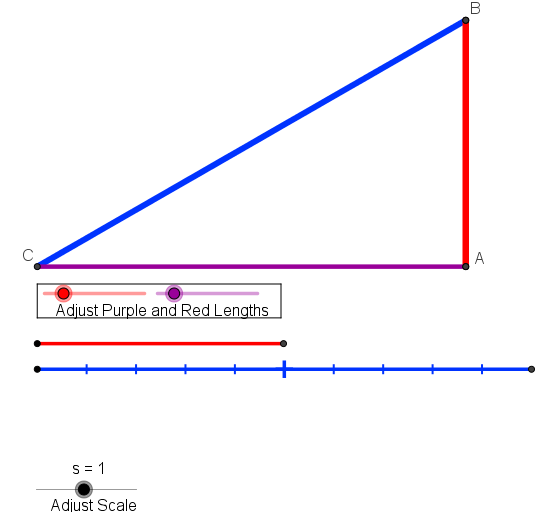 B
C
A
Adjust Purple and Red Lengths
s = 1
Adjust Scale